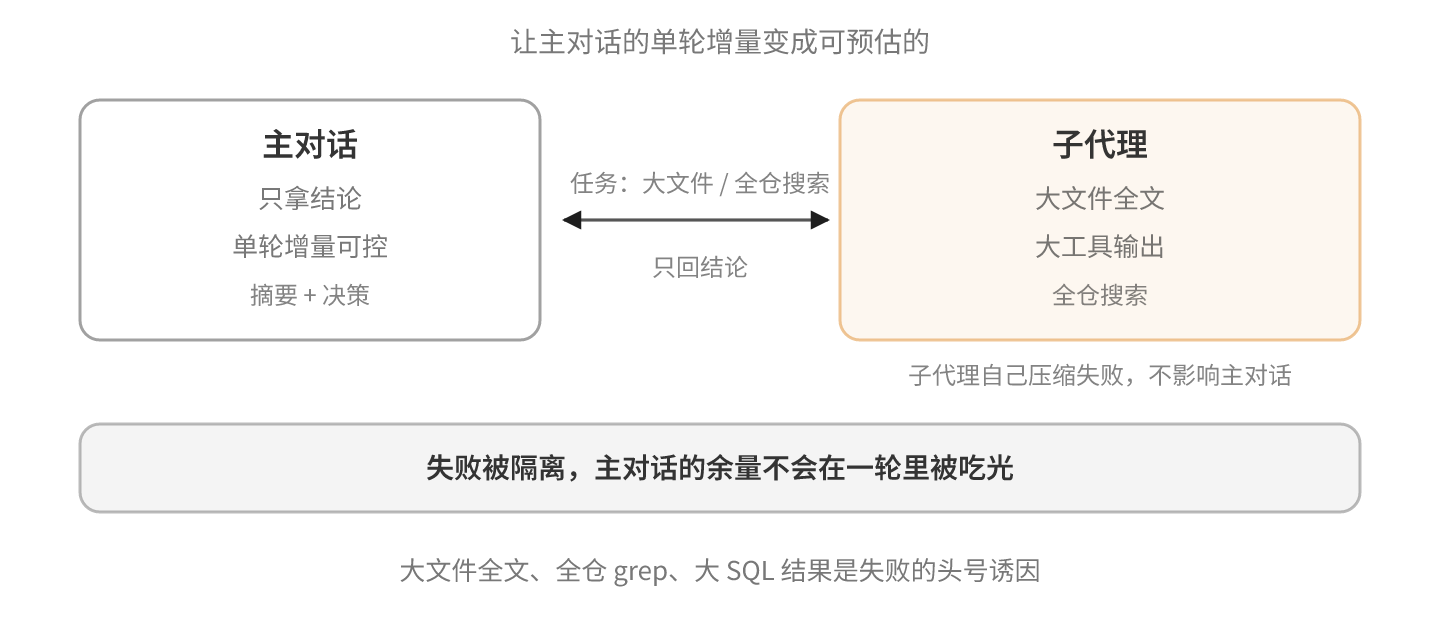 让主对话的单轮增量变成可预估的
主对话
只拿结论
单轮增量可控
摘要 + 决策
任务：大文件 / 全仓搜索
只回结论
子代理
大文件全文
大工具输出
全仓搜索
子代理自己压缩失败，不影响主对话
失败被隔离，主对话的余量不会在一轮里被吃光
大文件全文、全仓 grep、大 SQL 结果是失败的头号诱因